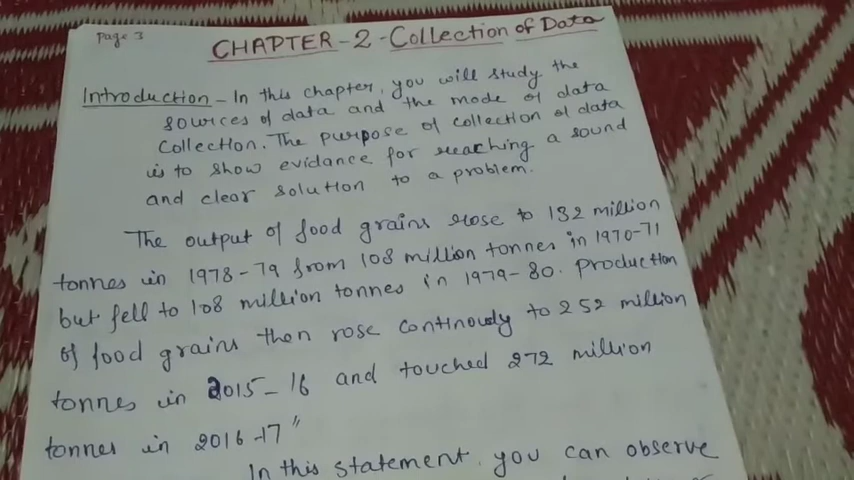 Page 3
CHAPTER-2-Collection of Data
Introduction - In this chapter, you will study the
sources of data and the mode of data
Collection. The purpose of collection of data
is to show evidence for reaching a sound
and clear solution to a problem.
The output of food grains rose to 132 million
tonnes in 1978-79 from 108 million tonnes in 1970-71
but fell to 108 million tonnes in 1979-80. Production
of food grains then rose continously to 252 million
tonnes in 2015-16 and touched 272 million
tonnes in 2016-17"
In this statement, you can observe